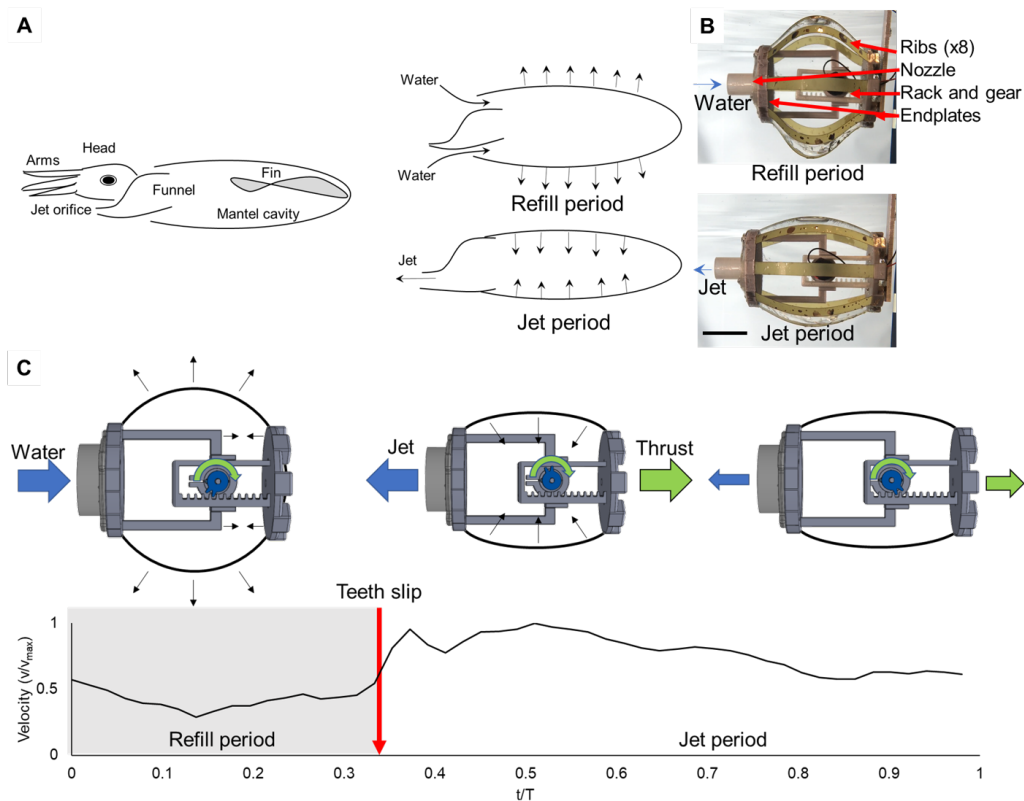 A
Arms
Head
Jet orifice
Funnel
Fin
Mantel cavity
Water
Water
Refill period
Jet
Jet period
B
Ribs (x8)
Nozzle
Rack and gear
Endplates
Water
Refill period
Jet
Jet period
C
Water
Jet
Thrust
Teeth slip
Velocity (v/vmax)
1
0.5
0
Refill period
Jet period
0 0.1 0.2 0.3 0.4 0.5 0.6 0.7 0.8 0.9 1
t/T